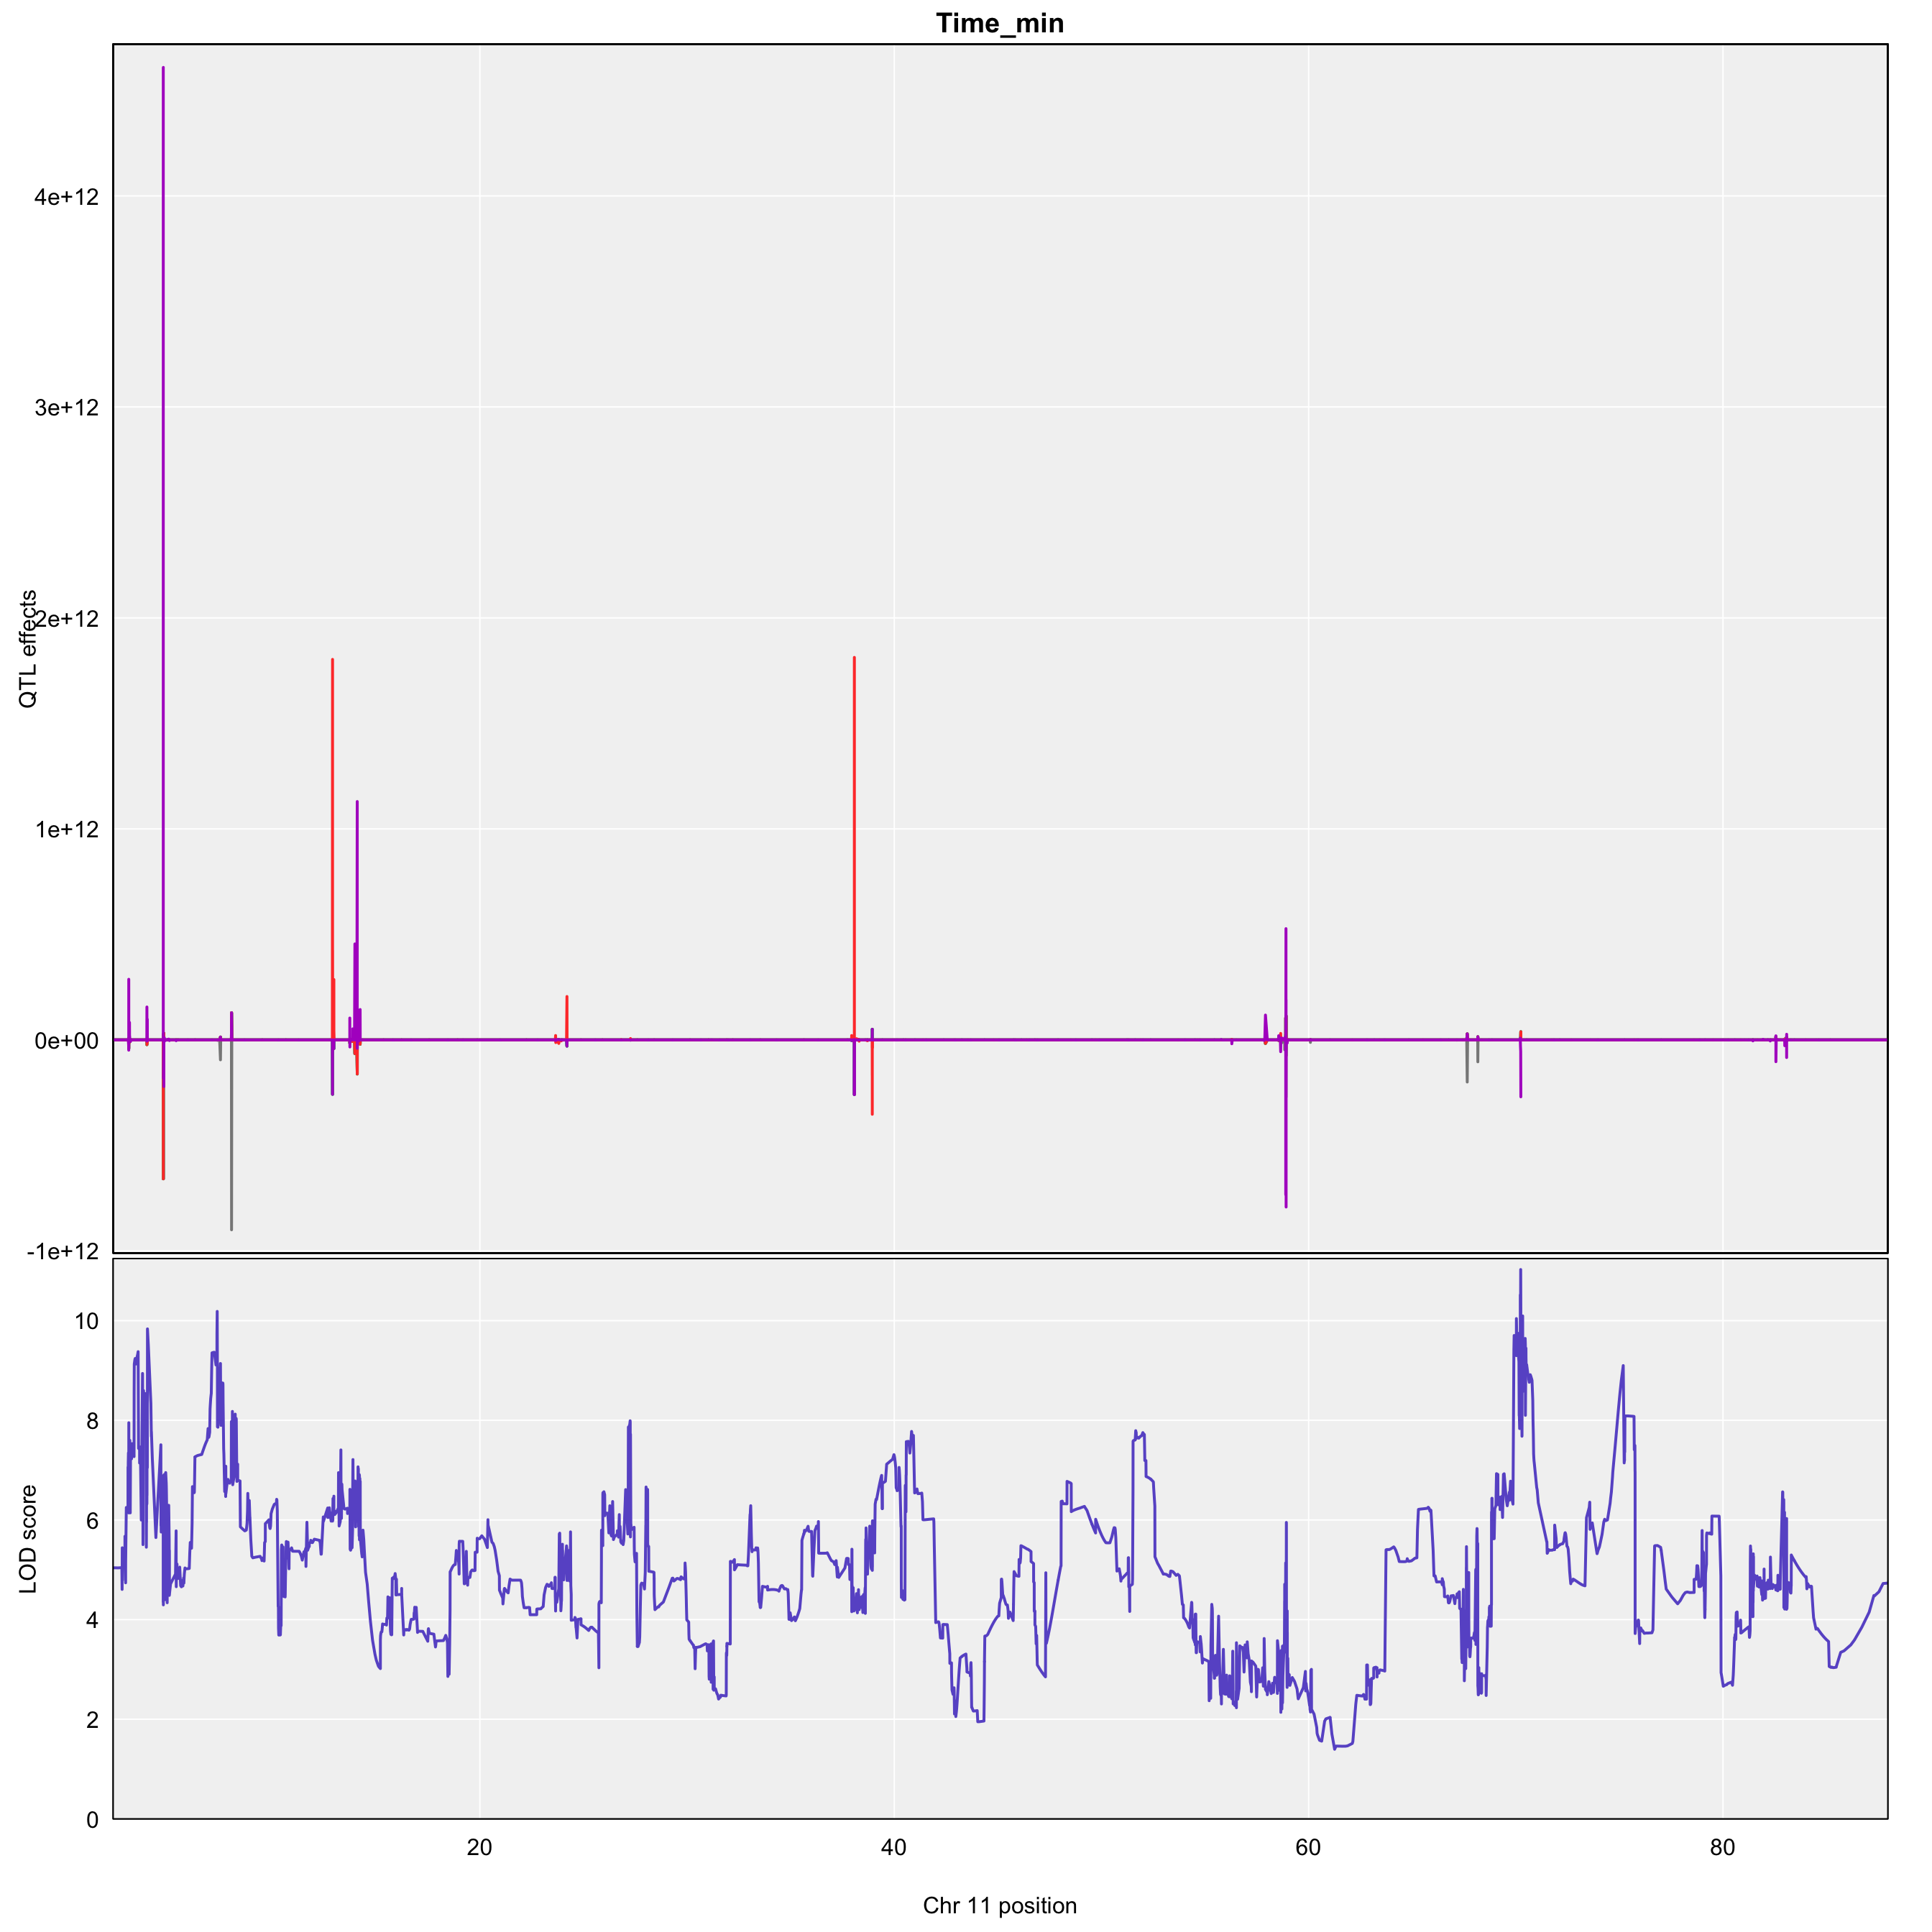 Time_min
QTL effects
4e+12
3e+12
2e+12
1e+12
0e+00
-1e+12
LOD score
10
8
6
4
2
0
20 40 60 80
Chr 11 position